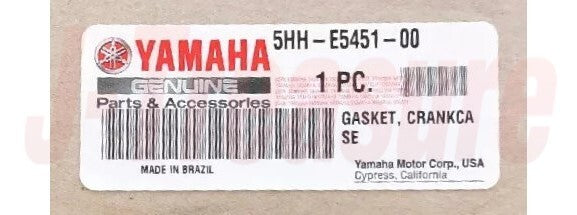 YAMAHA
GENUINE
Parts & Accessories
MADE IN BRAZIL
5HH-E5451-00
1 PC.
GASKET, CRANKCA
SE
Yamaha Motor Corp., USA
Cypress, California